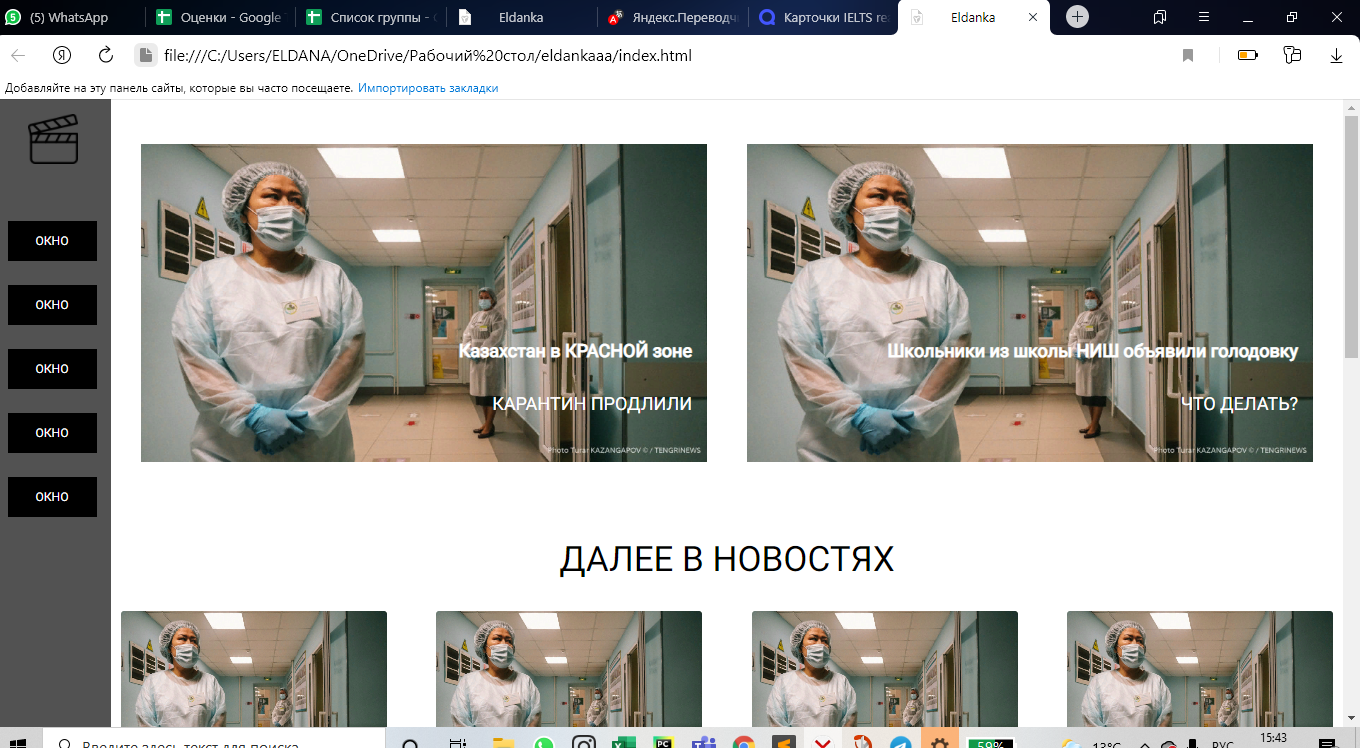 (5) WhatsApp
Оценки - Google
Список группы -
Eldanka
Яндекс.Переводч
Карточки IELTS re
Eldanka
file:///C:/Users/ELDANA/OneDrive/Рабочий%20стол/eldankaaa/index.html
Добавляйте на эту панель сайты, которые вы часто посещаете. Импортировать закладки
ОКНО
ОКНО
ОКНО
ОКНО
ОКНО
Казахстан в КРАСНОЙ зоне
КАРАНТИН ПРОДЛИЛИ
Photo Turar KAZANGAPOV © / TENGRINEWS
Школьники из школы НИШ объявили голодовку
ЧТО ДЕЛАТЬ?
Photo Turar KAZANGAPOV © / TENGRINEWS
ДАЛЕЕ В НОВОСТЯХ
Введите здесь текст для поиска
59%
13°C
РУС
15:43